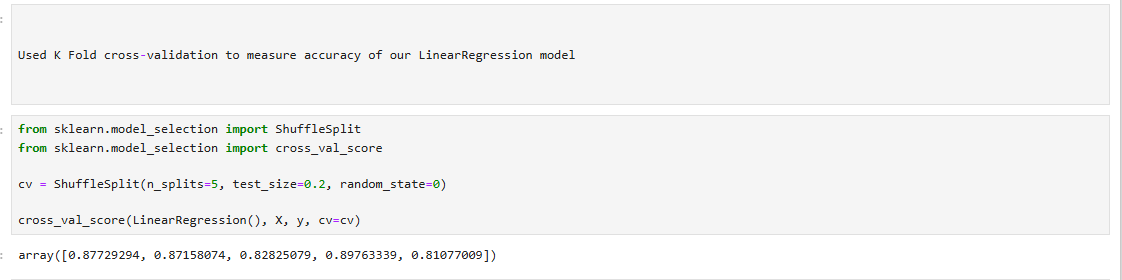 Used K Fold cross-validation to measure accuracy of our LinearRegression model
from sklearn.model_selection import ShuffleSplit
from sklearn.model_selection import cross_val_score
cv = ShuffleSplit(n_splits=5, test_size=0.2, random_state=0)
cross_val_score(LinearRegression(), X, y, cv=cv)
array([0.87729294, 0.87158074, 0.82825079, 0.89763339, 0.81077009])